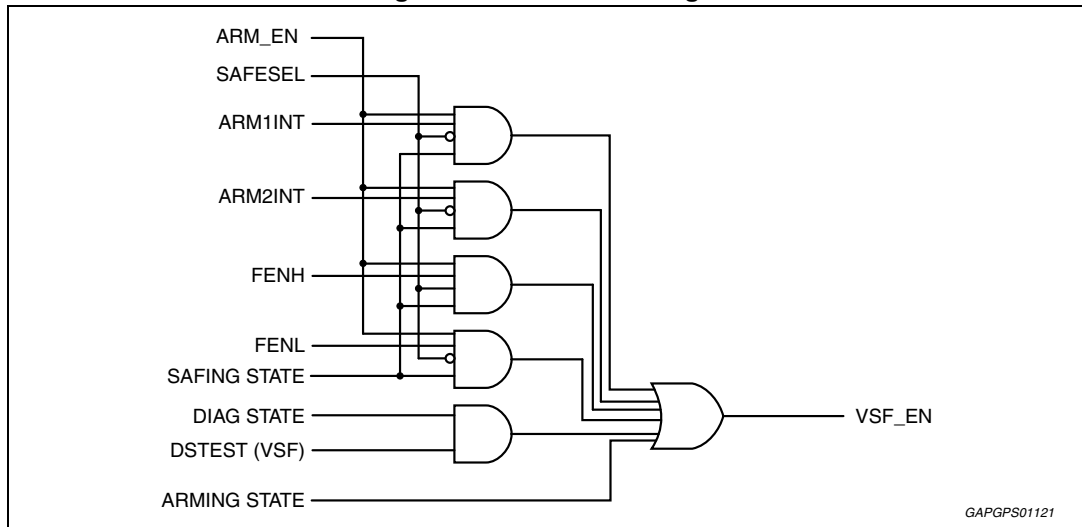 ARM_EN
SAFESEL
ARM1INT
ARM2INT
FENH
FENL
SAFING STATE
DIAG STATE
DSTEST (VSF)
ARMING STATE
VSF_EN
GAPGPS01121